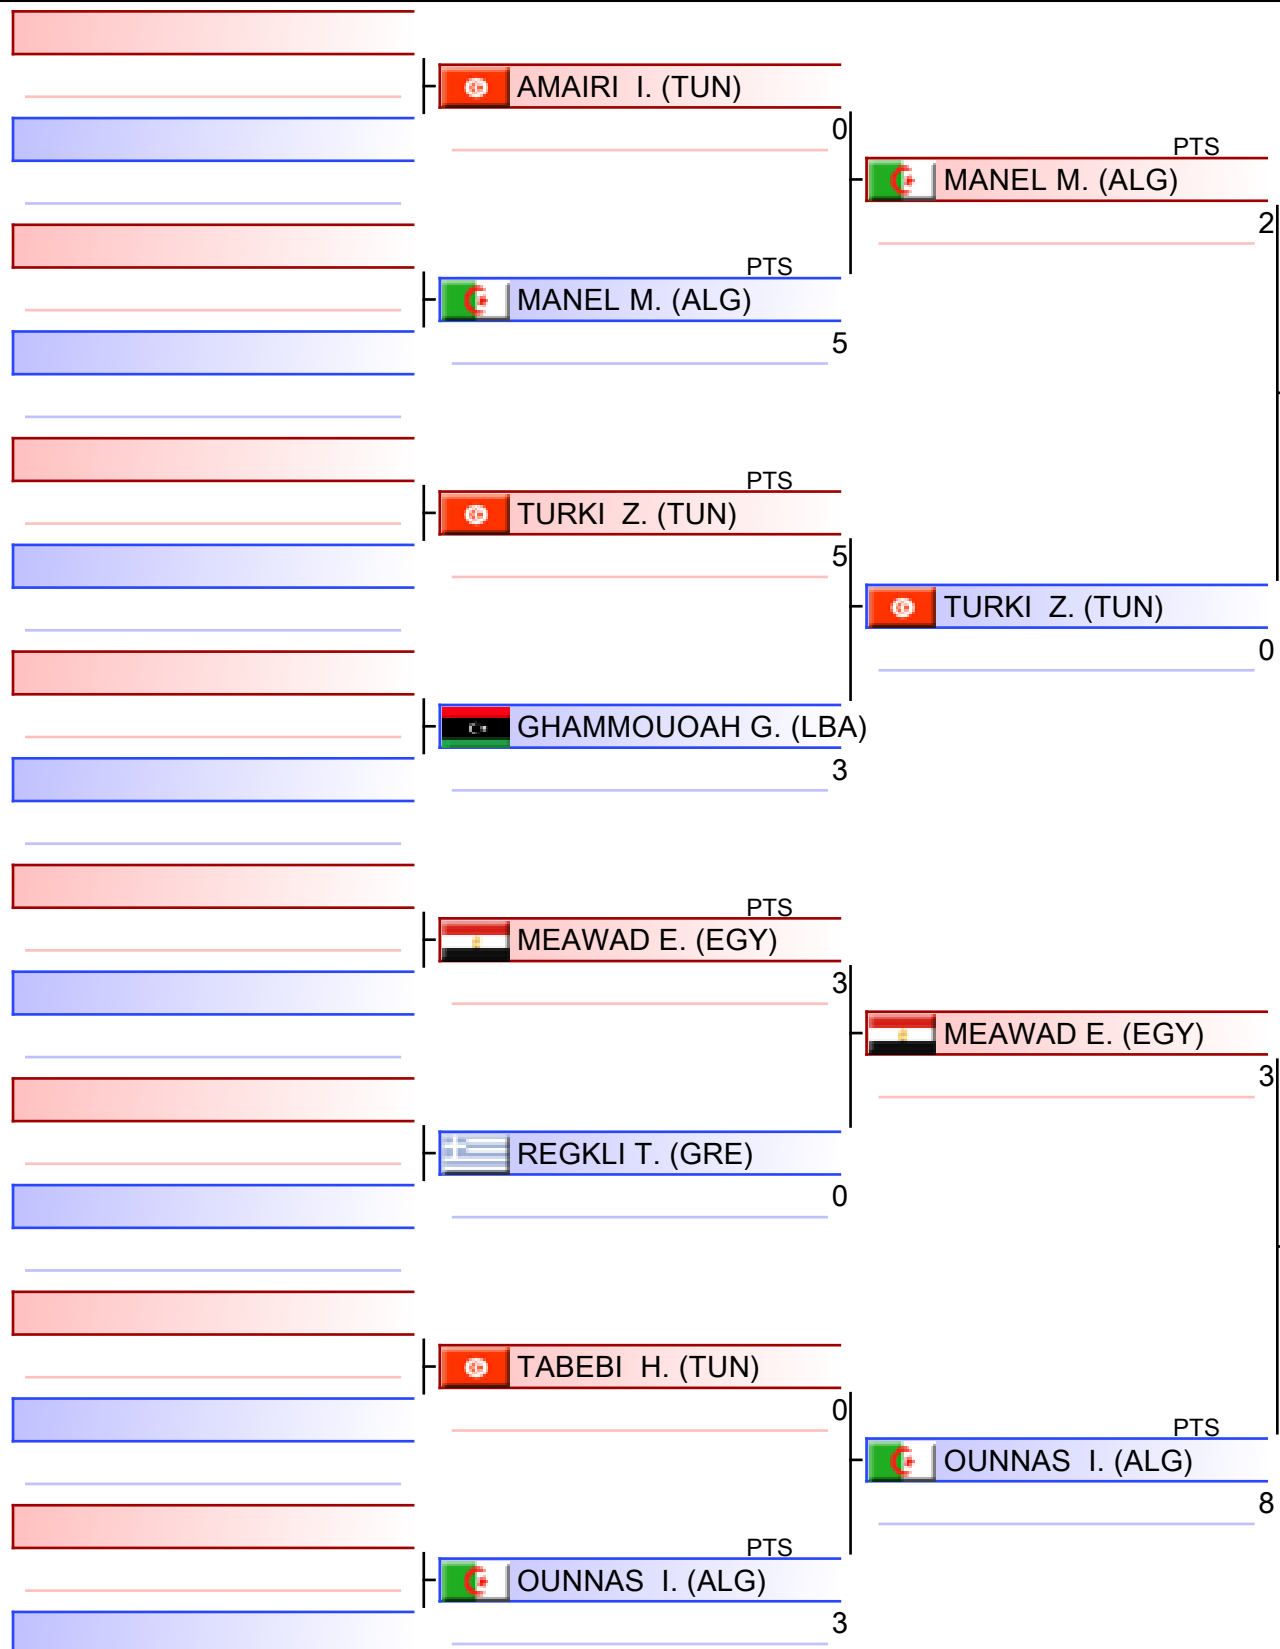 AMAIRI I. (TUN)
0
PTS
MANEL M. (ALG)
2
PTS
MANEL M. (ALG)
5
PTS
TURKI Z. (TUN)
5
TURKI Z. (TUN)
0
GHAMMOUOAH G. (LBA)
3
PTS
MEAWAD E. (EGY)
3
MEAWAD E. (EGY)
3
REGKLI T. (GRE)
0
TABEBI H. (TUN)
0
PTS
OUNNAS I. (ALG)
8
PTS
OUNNAS I. (ALG)
3